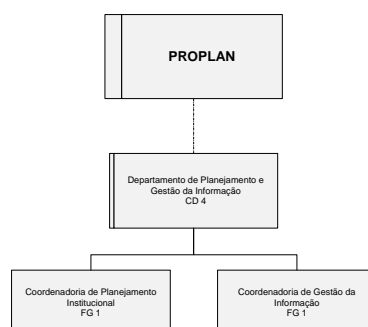 PROPLAN
Departamento de Planejamento e
Gestão da Informação
CD 4
Coordenadoria de Planejamento
Institucional
FG 1
Coordenadoria de Gestão da
Informação
FG 1